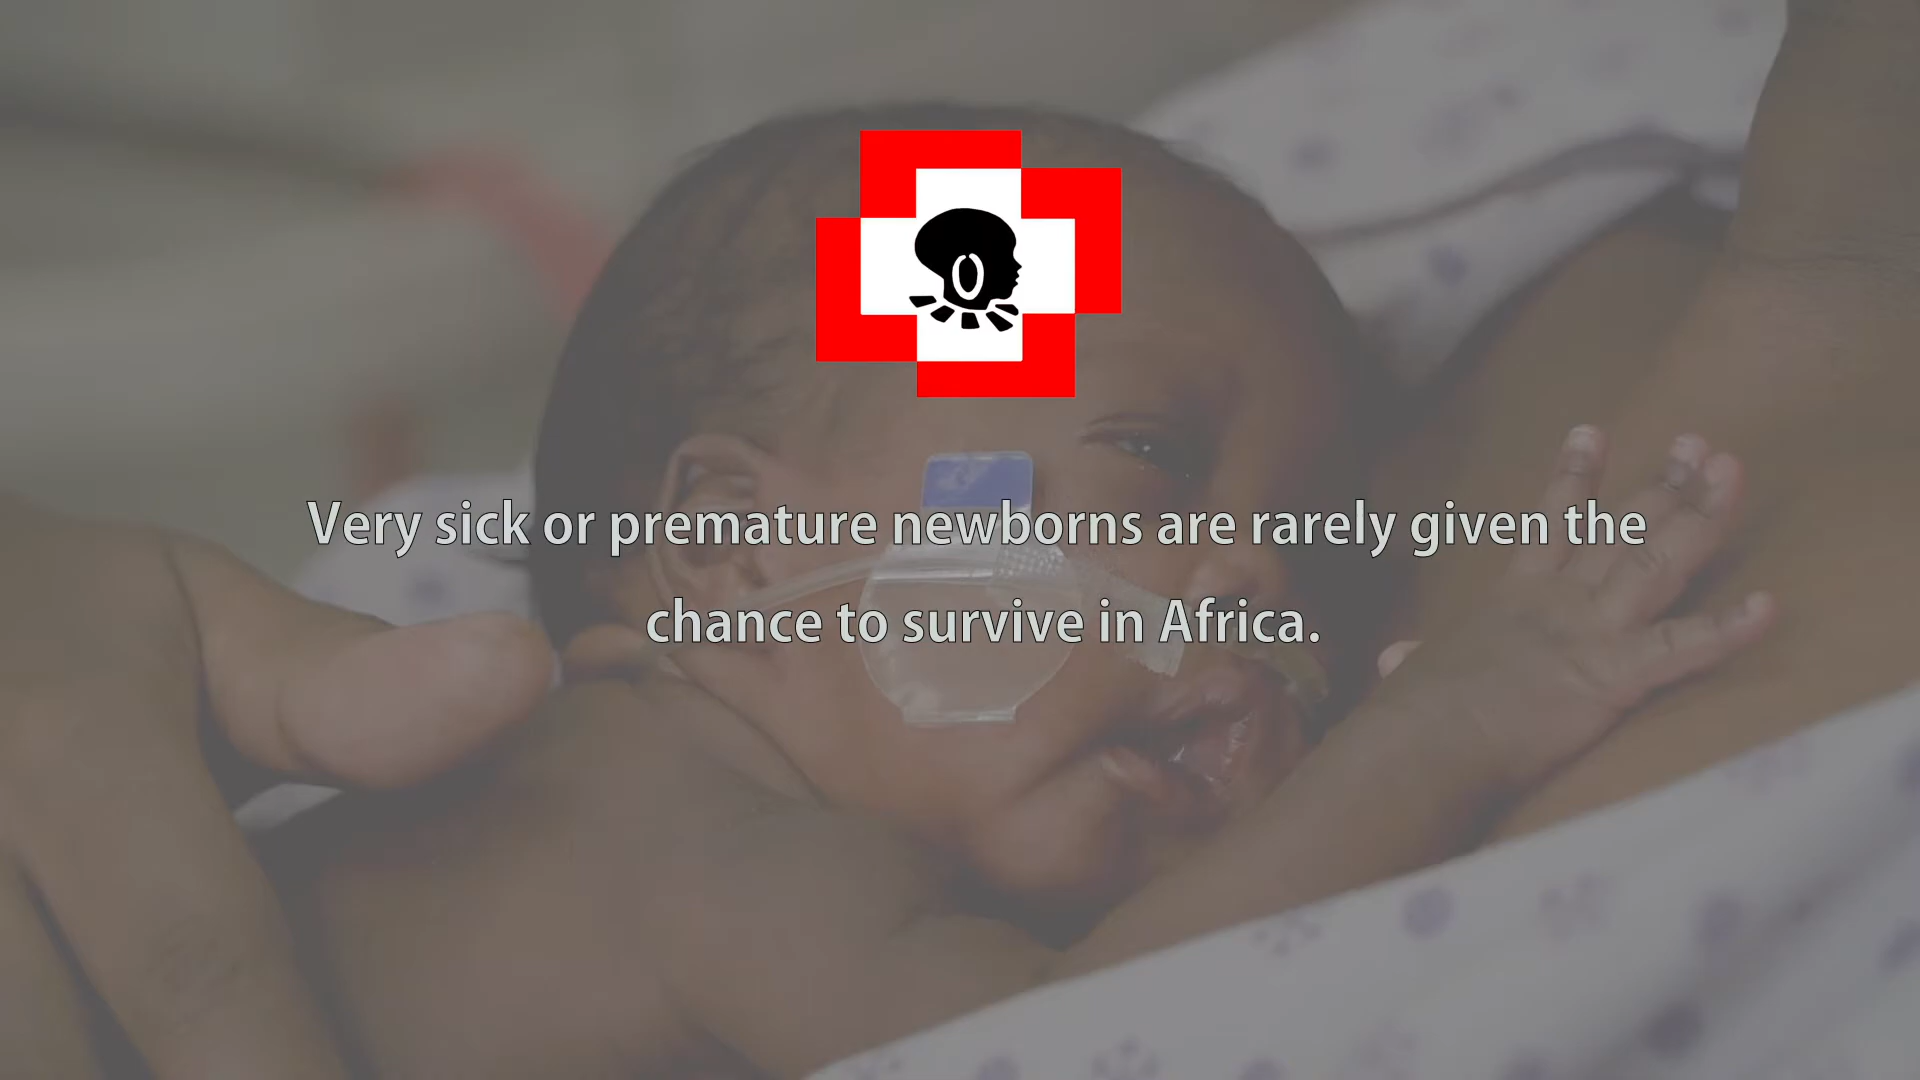 Very sick or premature newborns are rarely given the
chance to survive in Africa.